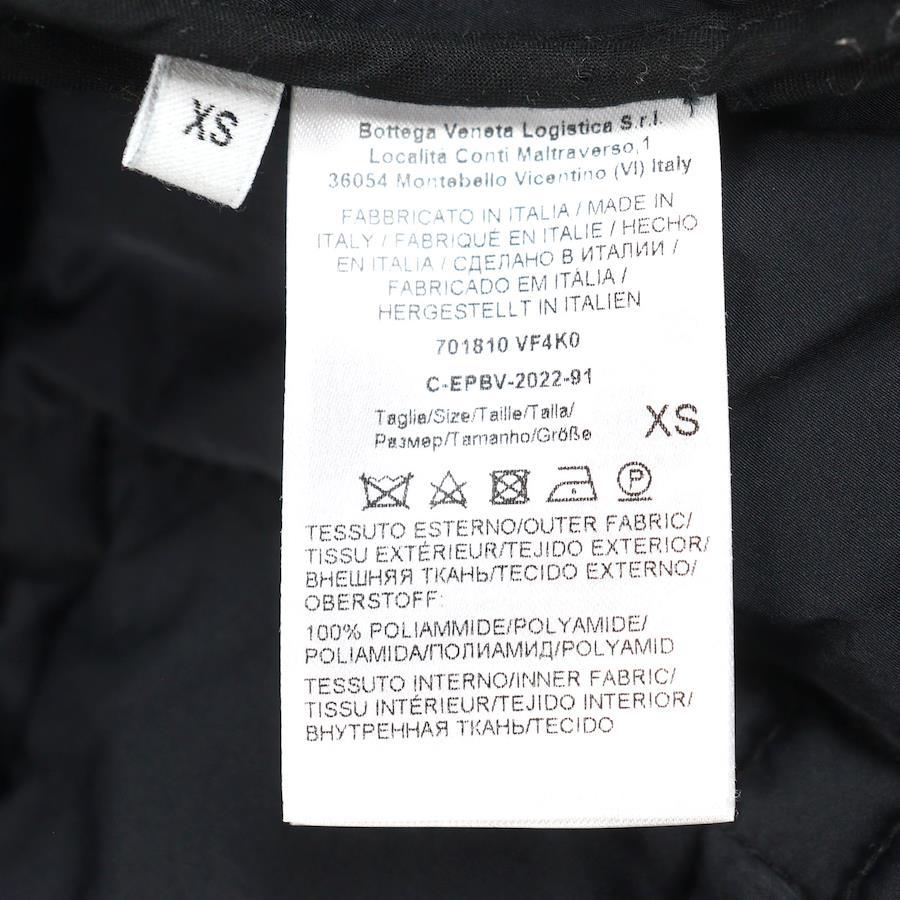 XS
Bottega Veneta Logistica S.r.l.
Località Conti Maltraverso,1
36054 Montebello Vicentino (VI) Italy
FABBRICATO IN ITALIA / MADE IN
ITALY / FABRIQUÉ EN ITALIE / HECHO
EN ITALIA / СДЕЛАНО В ИТАЛИИ /
FABRICADO EM ITÁLIA /
HERGESTELLT IN ITALIEN
701810 VF4K0
C-EPBV-2022-91
Taglia/Size/Taille/Talla/
Размер/Tamanho/Größe
XS
P
TESSUTO ESTERNO/OUTER FABRIC/
TISSU EXTÉRIEUR/TEJIDO EXTERIOR/
ВНЕШНЯЯ ТКАНЬ/TECIDO EXTERNO/
OBERSTOFF:
100% POLIAMMIDE/POLYAMIDE/
POLIAMIDA/ПОЛИАМИД/POLYAMID
TESSUTO INTERNO/INNER FABRIC/
TISSU INTÉRIEUR/TEJIDO INTERIOR/
ВНУТРЕННАЯ ТКАНЬ/TECIDO